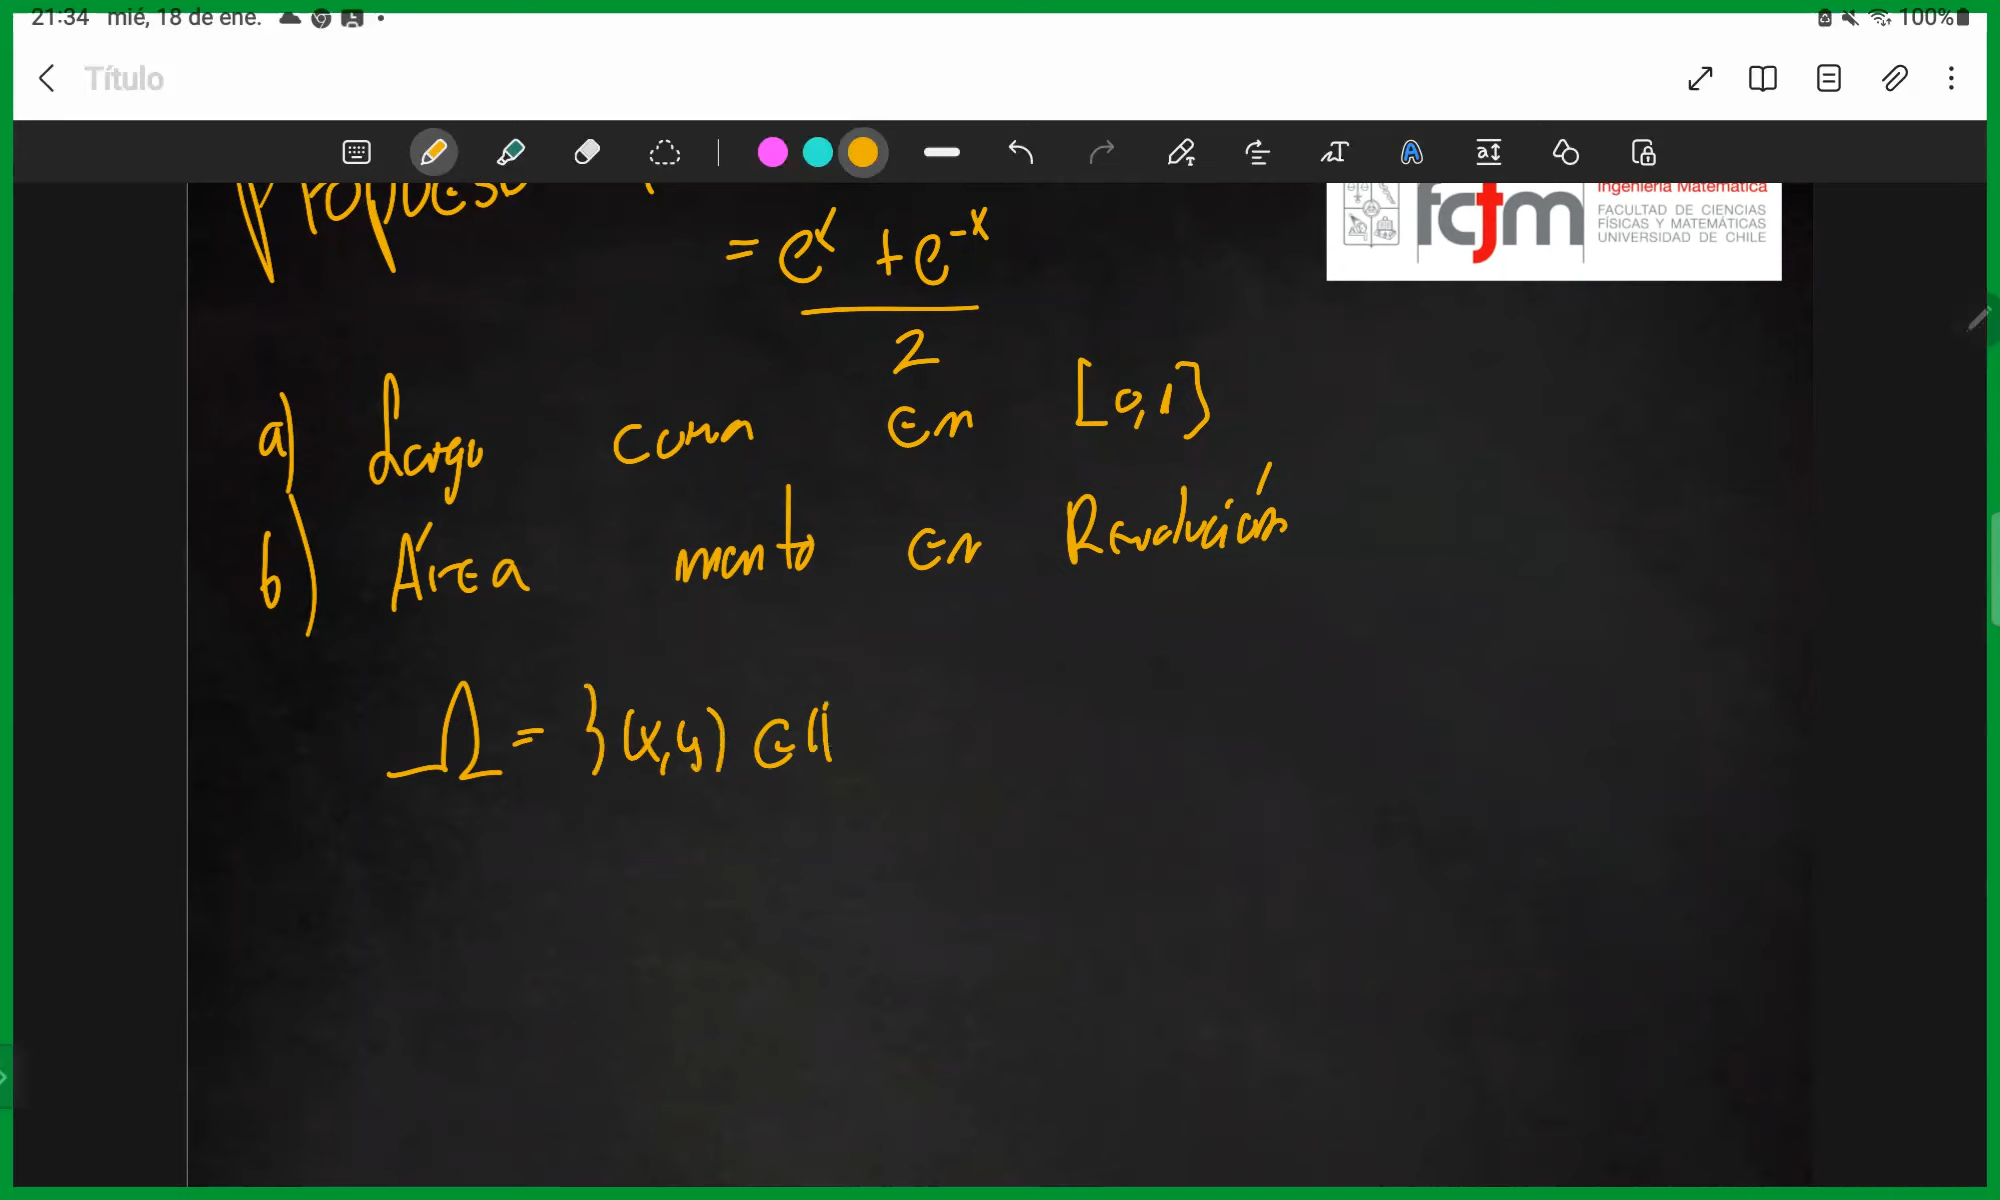 21:34 mié, 18 de ene. 100%
Título
Ingeniería Matemática
fcfm FACULTAD DE CIENCIAS
FÍSICAS Y MATEMÁTICAS
UNIVERSIDAD DE CHILE
= e^x + e^-x
2
a) Largo curva en [0,1]
b) Área manto en Revolución
Ω = {(x,y) ∈